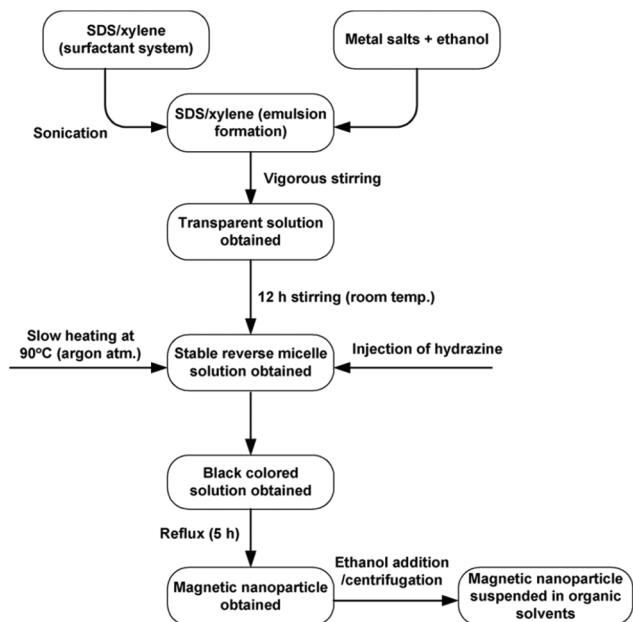 SDS/xylene
(surfactant system)
Metal salts + ethanol
SDS/xylene (emulsion
formation)
Sonication
Vigorous stirring
Transparent solution
obtained
12 h stirring (room temp.)
Slow heating at
90°C (argon atm.)
Stable reverse micelle
solution obtained
Injection of hydrazine
Black colored
solution obtained
Reflux (5 h)
Magnetic nanoparticle
obtained
Ethanol addition
/centrifugation
Magnetic nanoparticle
suspended in organic
solvents